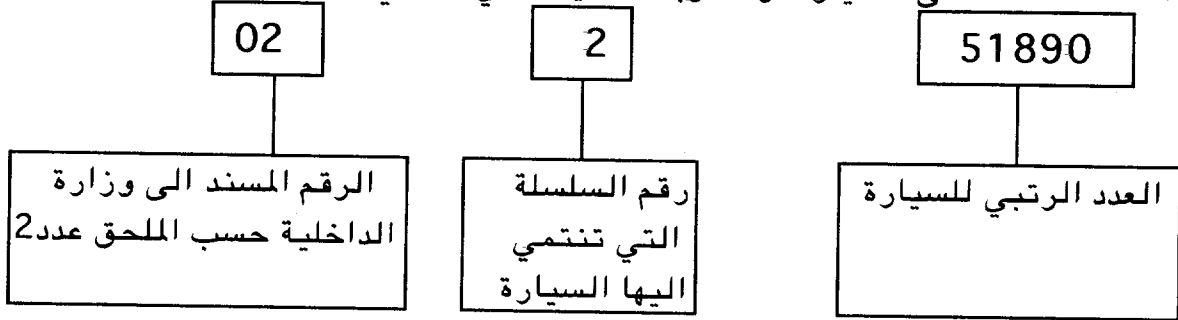 51890
2
02
العدد الرتبي للسيارة
رقم السلسلة
التي تنتمي
اليها السيارة
الرقم المسند الى وزارة
الداخلية حسب الملحق عدد2